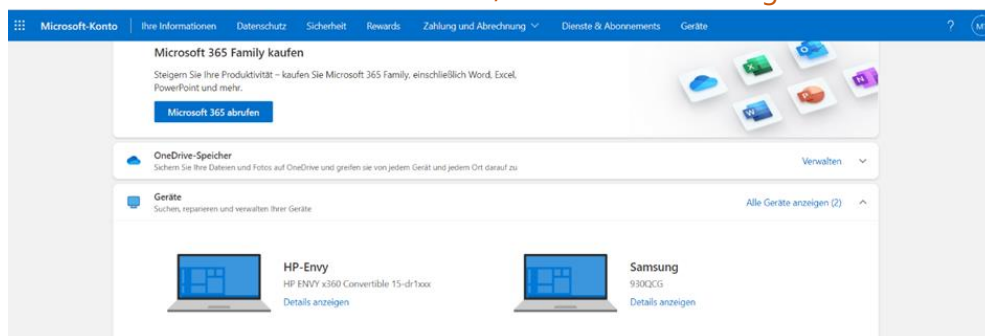 Microsoft-Konto Ihre Informationen Datenschutz Sicherheit Rewards Zahlung und Abrechnung Dienste & Abonnements Geräte ?
Microsoft 365 Family kaufen
Steigern Sie Ihre Produktivität – kaufen Sie Microsoft 365 Family, einschließlich Word, Excel,
PowerPoint und mehr.
Microsoft 365 abrufen
OneDrive-Speicher
Sichern Sie Ihre Dateien und Fotos auf OneDrive und greifen sie von jedem Gerät und jedem Ort darauf zu
Verwalten
Geräte
Suchen, reparieren und verwalten Ihrer Geräte
Alle Geräte anzeigen (2)
HP-Envy
HP ENVY x360 Convertible 15-dr1xxx
Details anzeigen
Samsung
930QCG
Details anzeigen